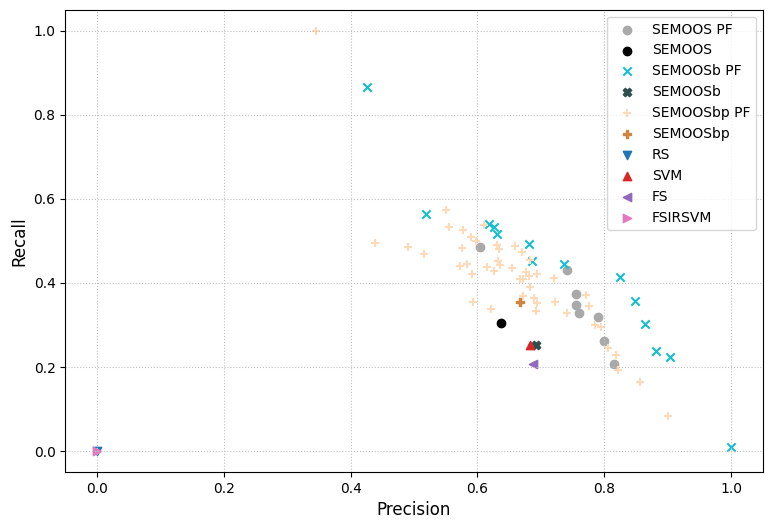 1.0
0.8
0.6
0.4
0.2
0.0
Recall
0.0 0.2 0.4 0.6 0.8 1.0
Precision
SEMOOS PF
SEMOOS
SEMOOSb PF
SEMOOSb
SEMOOSbp PF
SEMOOSbp
RS
SVM
FS
FSIRSVM